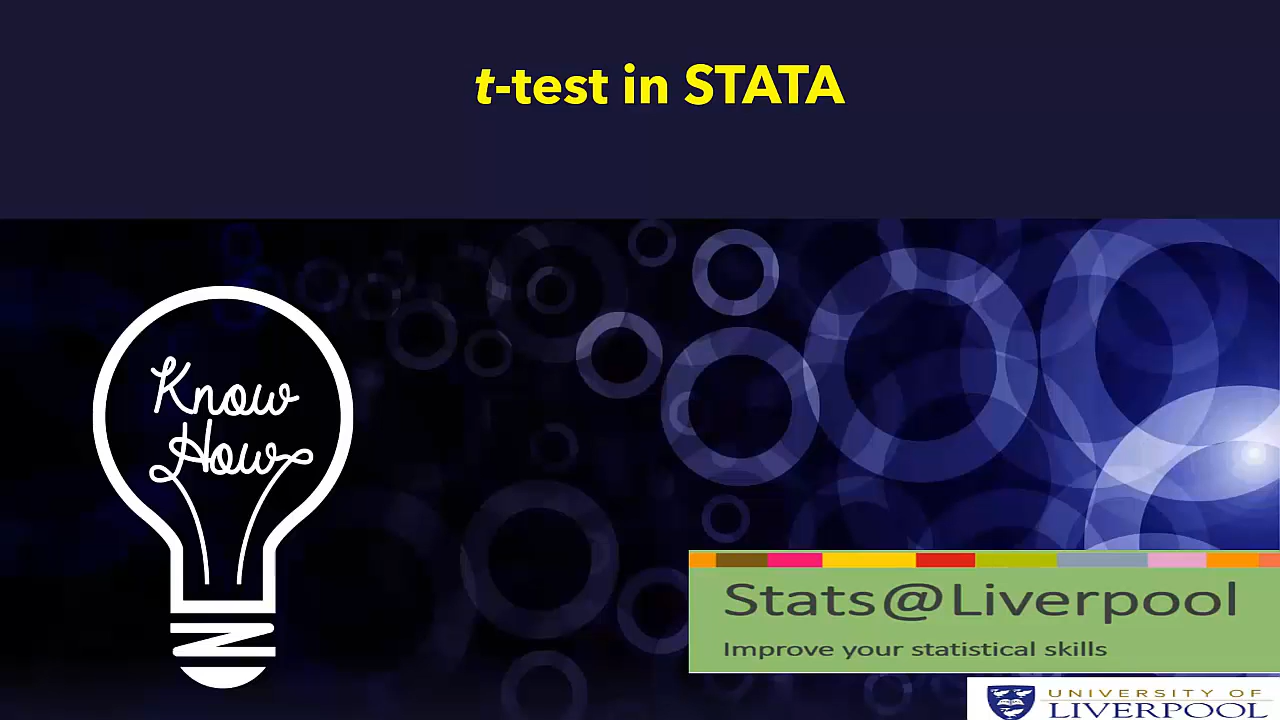 t-test in STATA
Know
How
Stats@Liverpool
Improve your statistical skills
UNIVERSITY OF
LIVERPOOL